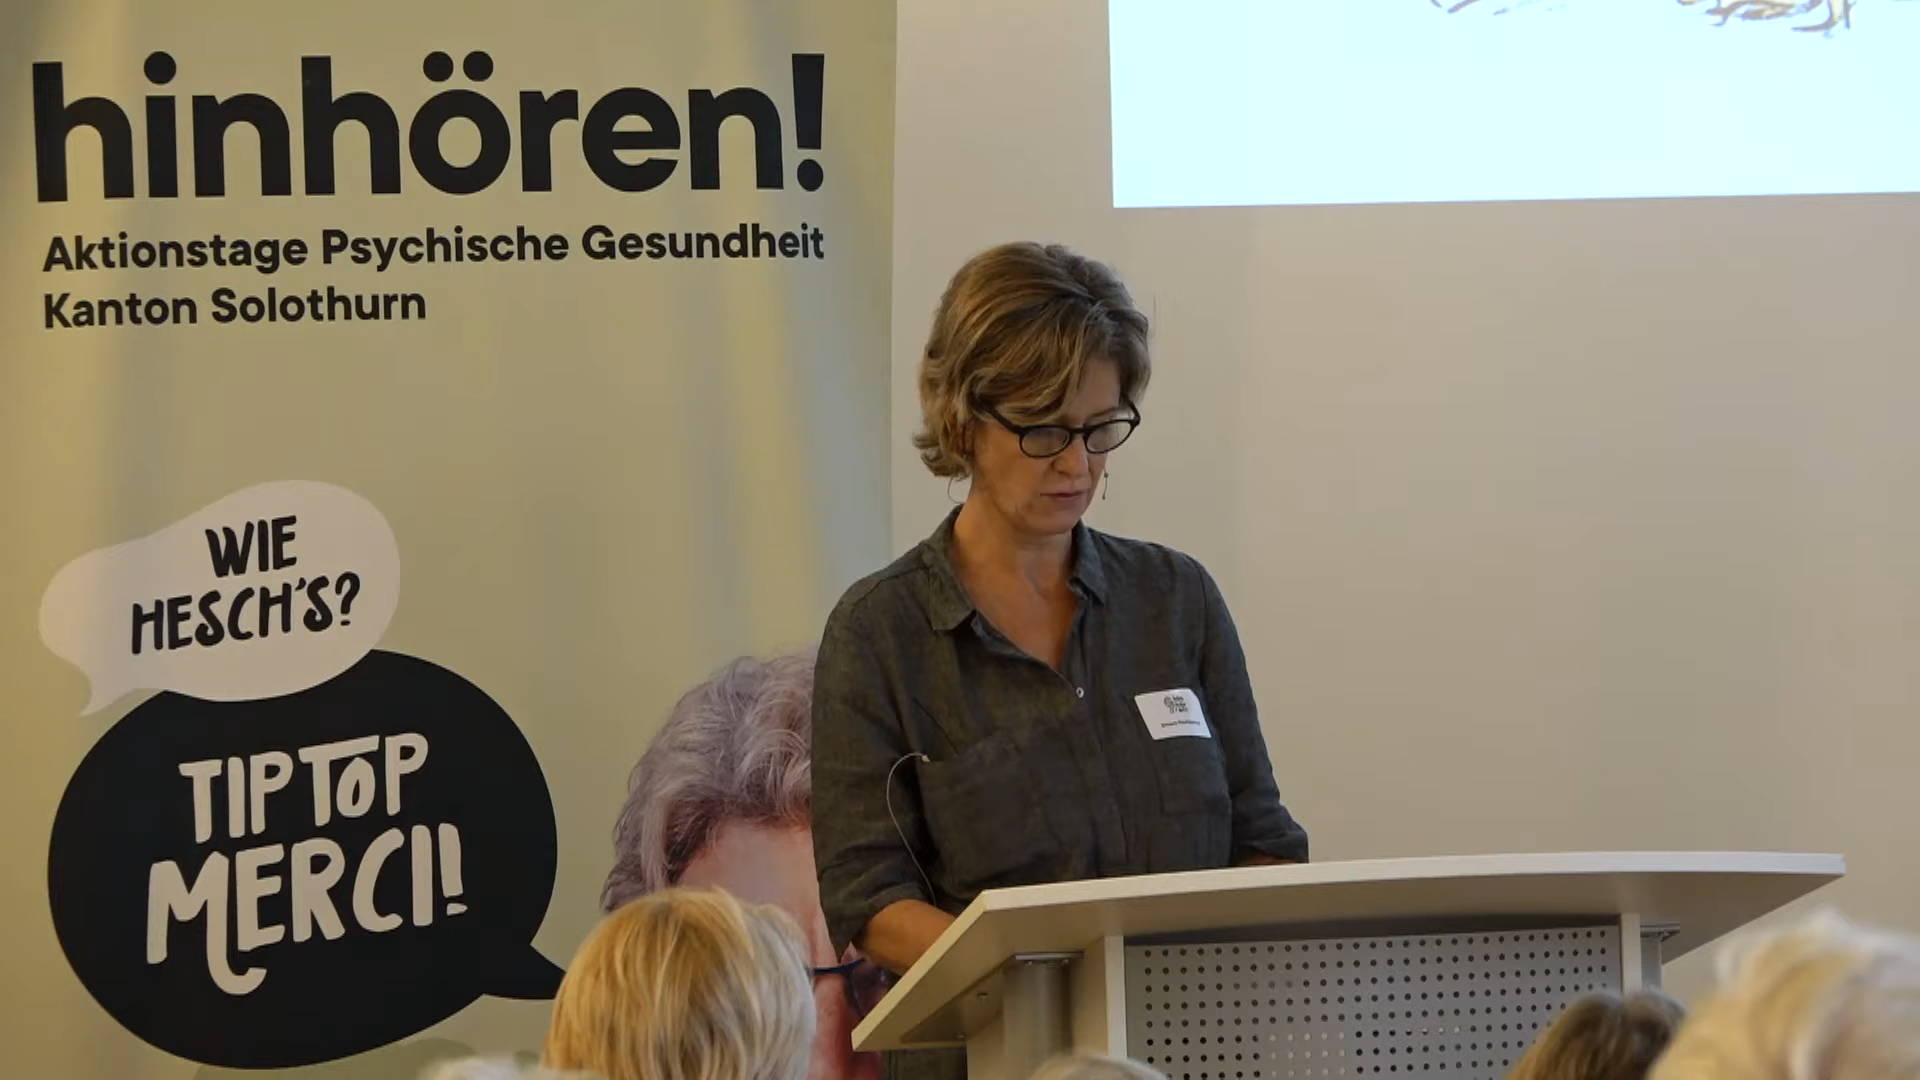 hinhören!
Aktionstage Psychische Gesundheit
Kanton Solothurn
WIE
HESCH'S?
TIPTOP
MERCI!